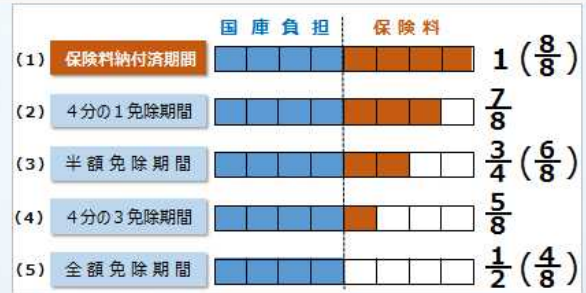 国庫負担 保険料
(1) 保険料納付済期間 1 (8/8)
(2) 4分の1免除期間 7/8
(3) 半額免除期間 3/4 (6/8)
(4) 4分の3免除期間 5/8
(5) 全額免除期間 1/2 (4/8)